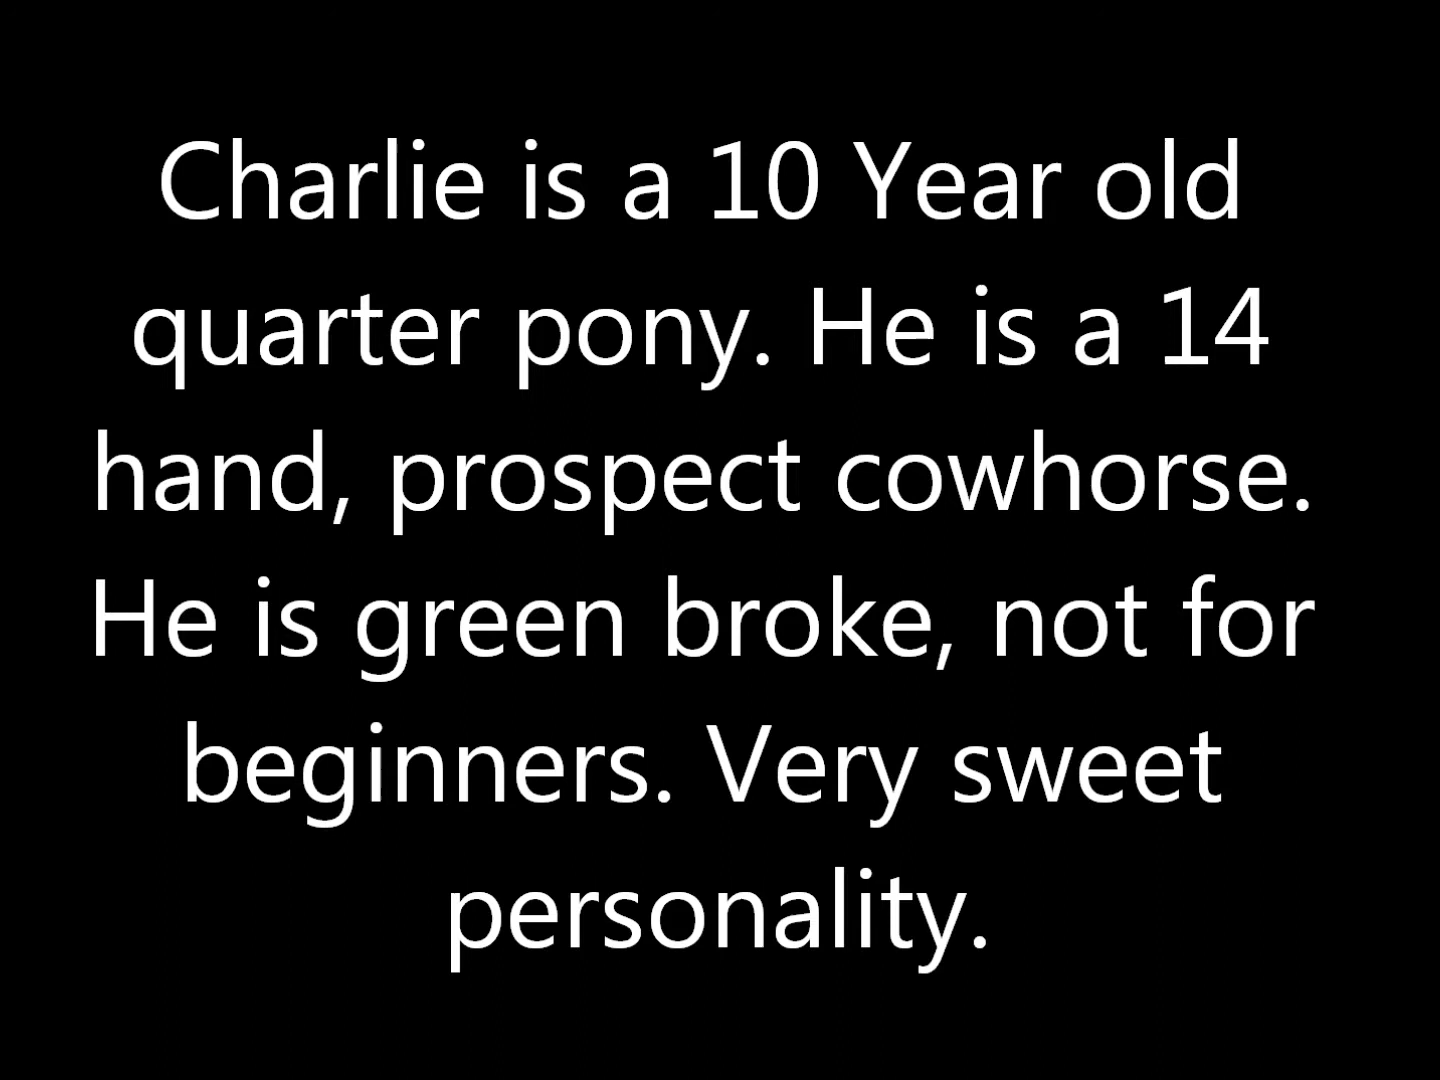 Charlie is a 10 Year old
quarter pony. He is a 14
hand, prospect cowhorse.
He is green broke, not for
beginners. Very sweet
personality.